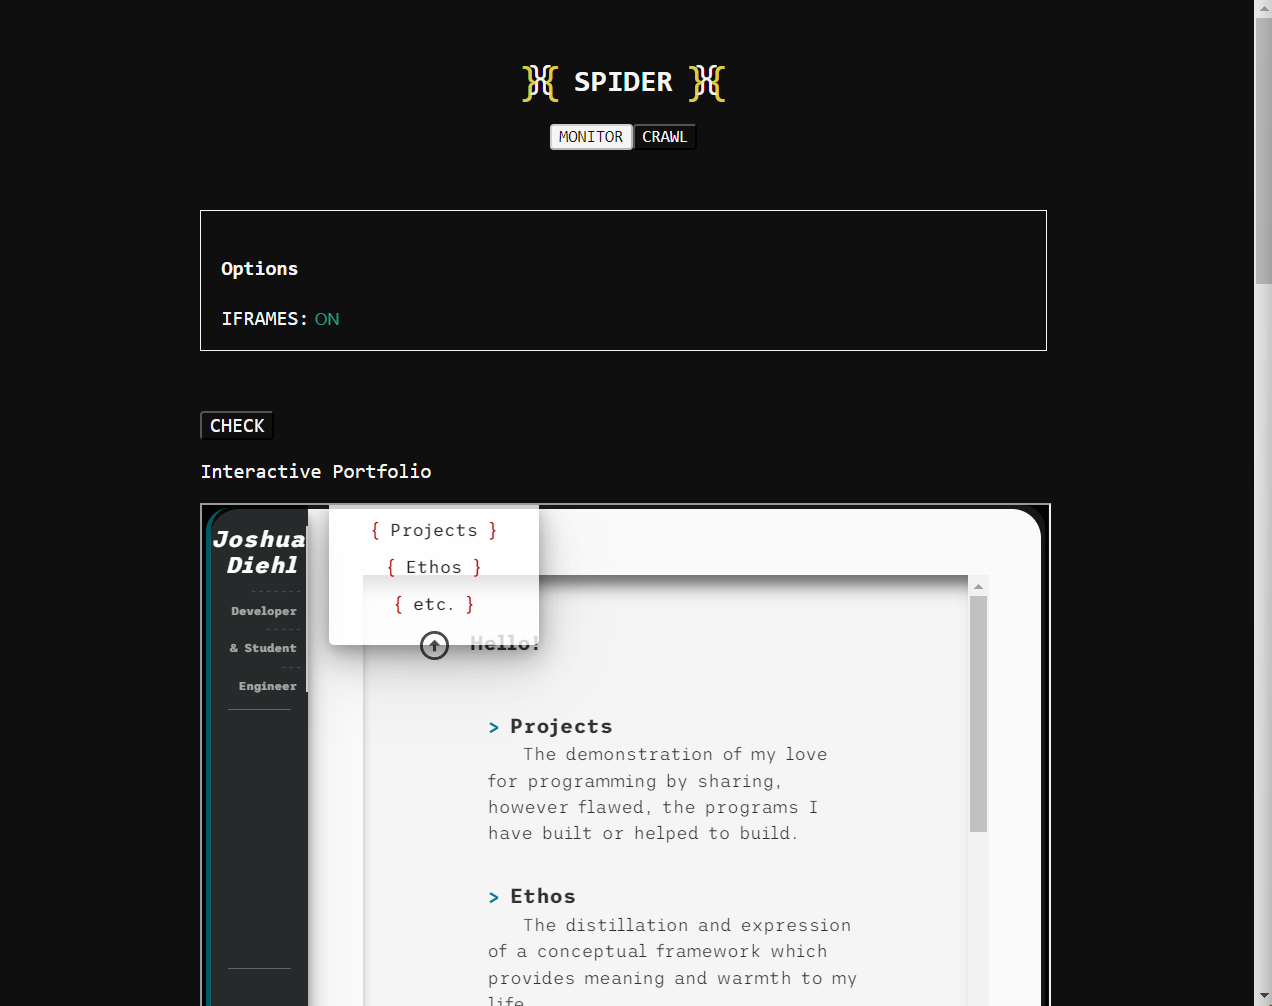 }{ SPIDER }{
MONITOR CRAWL
Options
IFRAMES: ON
CHECK
Interactive Portfolio
Joshua
Diehl
Developer
& Student
Engineer
{ Projects }
{ Ethos }
{ etc. }
Hello!
> Projects
The demonstration of my love
for programming by sharing,
however flawed, the programs I
have built or helped to build.
> Ethos
The distillation and expression
of a conceptual framework which
provides meaning and warmth to my
life